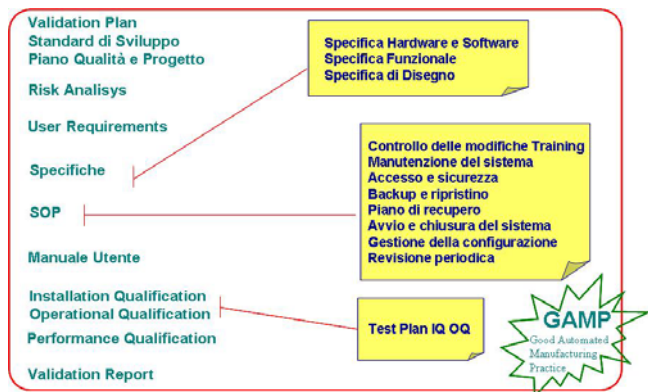 Validation Plan
Standard di Sviluppo
Piano Qualità e Progetto
Risk Analisys
User Requirements
Specifiche
SOP
Manuale Utente
Installation Qualification
Operational Qualification
Performance Qualification
Validation Report
Specifica Hardware e Software
Specifica Funzionale
Specifica di Disegno
Controllo delle modifiche Training
Manutenzione del sistema
Accesso e sicurezza
Backup e ripristino
Piano di recupero
Avvio e chiusura del sistema
Gestione della configurazione
Revisione periodica
Test Plan IQ OQ
GAMP
Good Automated
Manufacturing
Practice